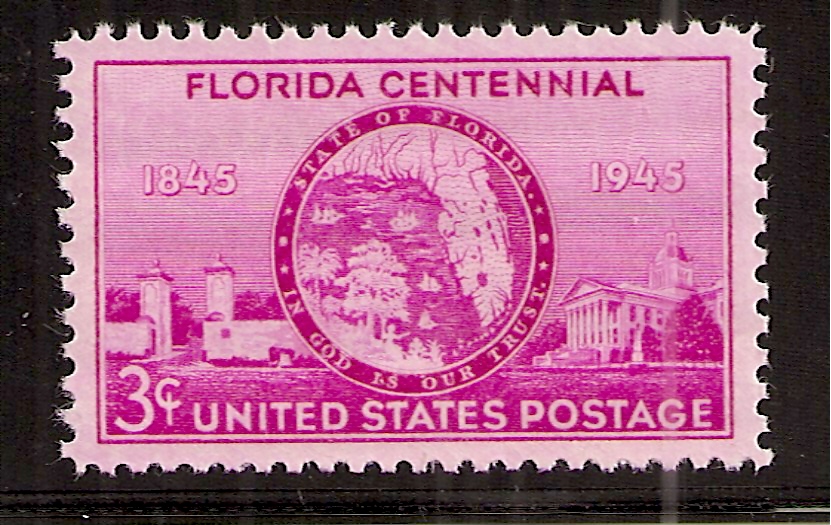 FLORIDA CENTENNIAL
1845
1945
STATE OF FLORIDA.
IN GOD IS OUR TRUST.
3¢ UNITED STATES POSTAGE